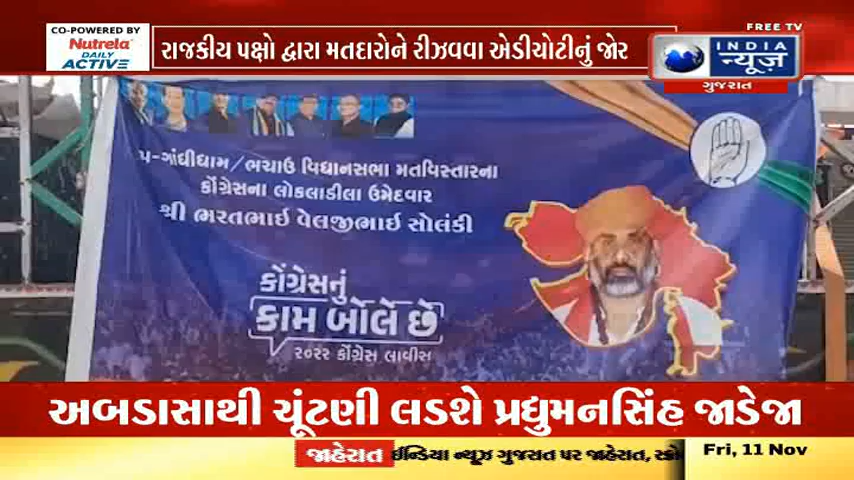 CO-POWERED BY
Nutrela
DAILY
ACTIVE
રાજકીય પક્ષો દ્વારા મતદારોને રીઝવવા એડીચોટીનું જોર
FREE TV
INDIA
ન્યૂઝ
ગુજરાત
૫-ગાંધીધામ/ભચાઉ વિધાનસભા મતવિસ્તારના
કોંગ્રેસના લોકલાડીલા ઉમેદવાર
શ્રી ભરતભાઈ વેલજીભાઈ સોલંકી
કોંગ્રેસનું
કામ બોલે છે
૨૦૨૨ કોંગ્રેસ લાવીસ
અબડાસાથી ચૂંટણી લડશે પ્રદ્યુમનસિંહ જાડેજા
જાહેરાત
ઈન્ડિયા ન્યૂઝ ગુજરાત પર જાહેરાત,
Fri, 11 Nov